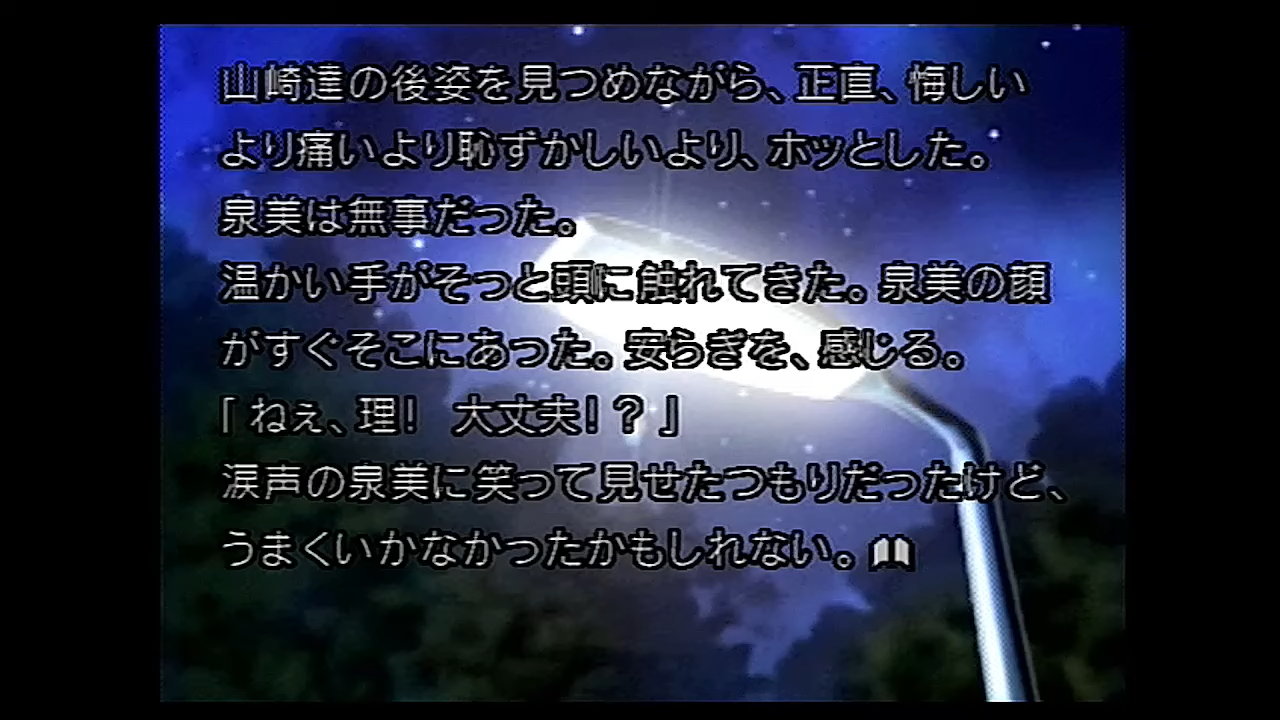 山崎達の後姿を見つめながら、正直、悔しい
より痛いより恥ずかしいより、ホッとした。
泉美は無事だった。
温かい手がそっと頭に触れてきた。泉美の顔
がすぐそこにあった。安らぎを、感じる。
「ねぇ、理！　大丈夫！？」
涙声の泉美に笑って見せたつもりだったけど、
うまくいかなかったかもしれない。